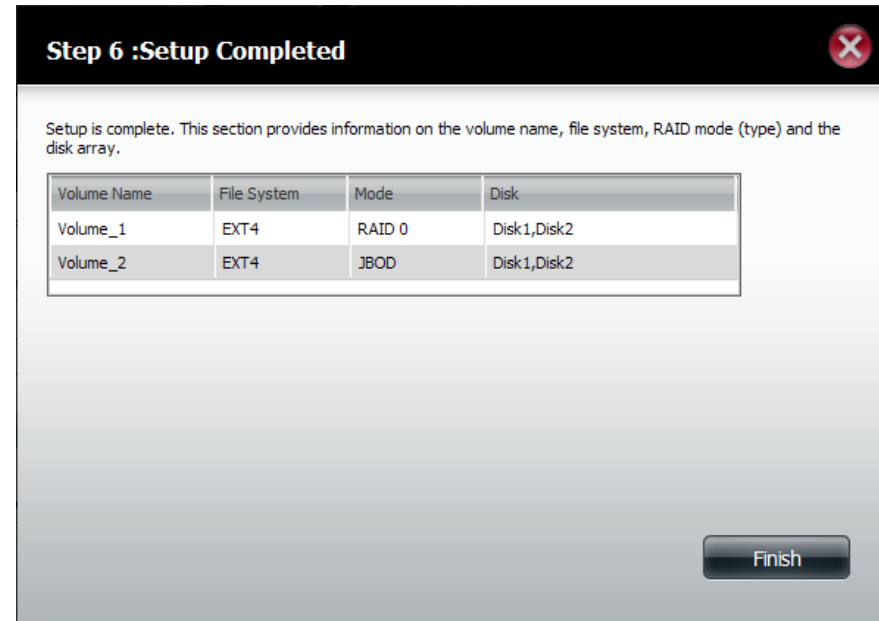 Step 6 :Setup Completed
Setup is complete. This section provides information on the volume name, file system, RAID mode (type) and the
disk array.
Volume Name File System Mode Disk
Volume_1 EXT4 RAID 0 Disk1,Disk2
Volume_2 EXT4 JBOD Disk1,Disk2
Finish